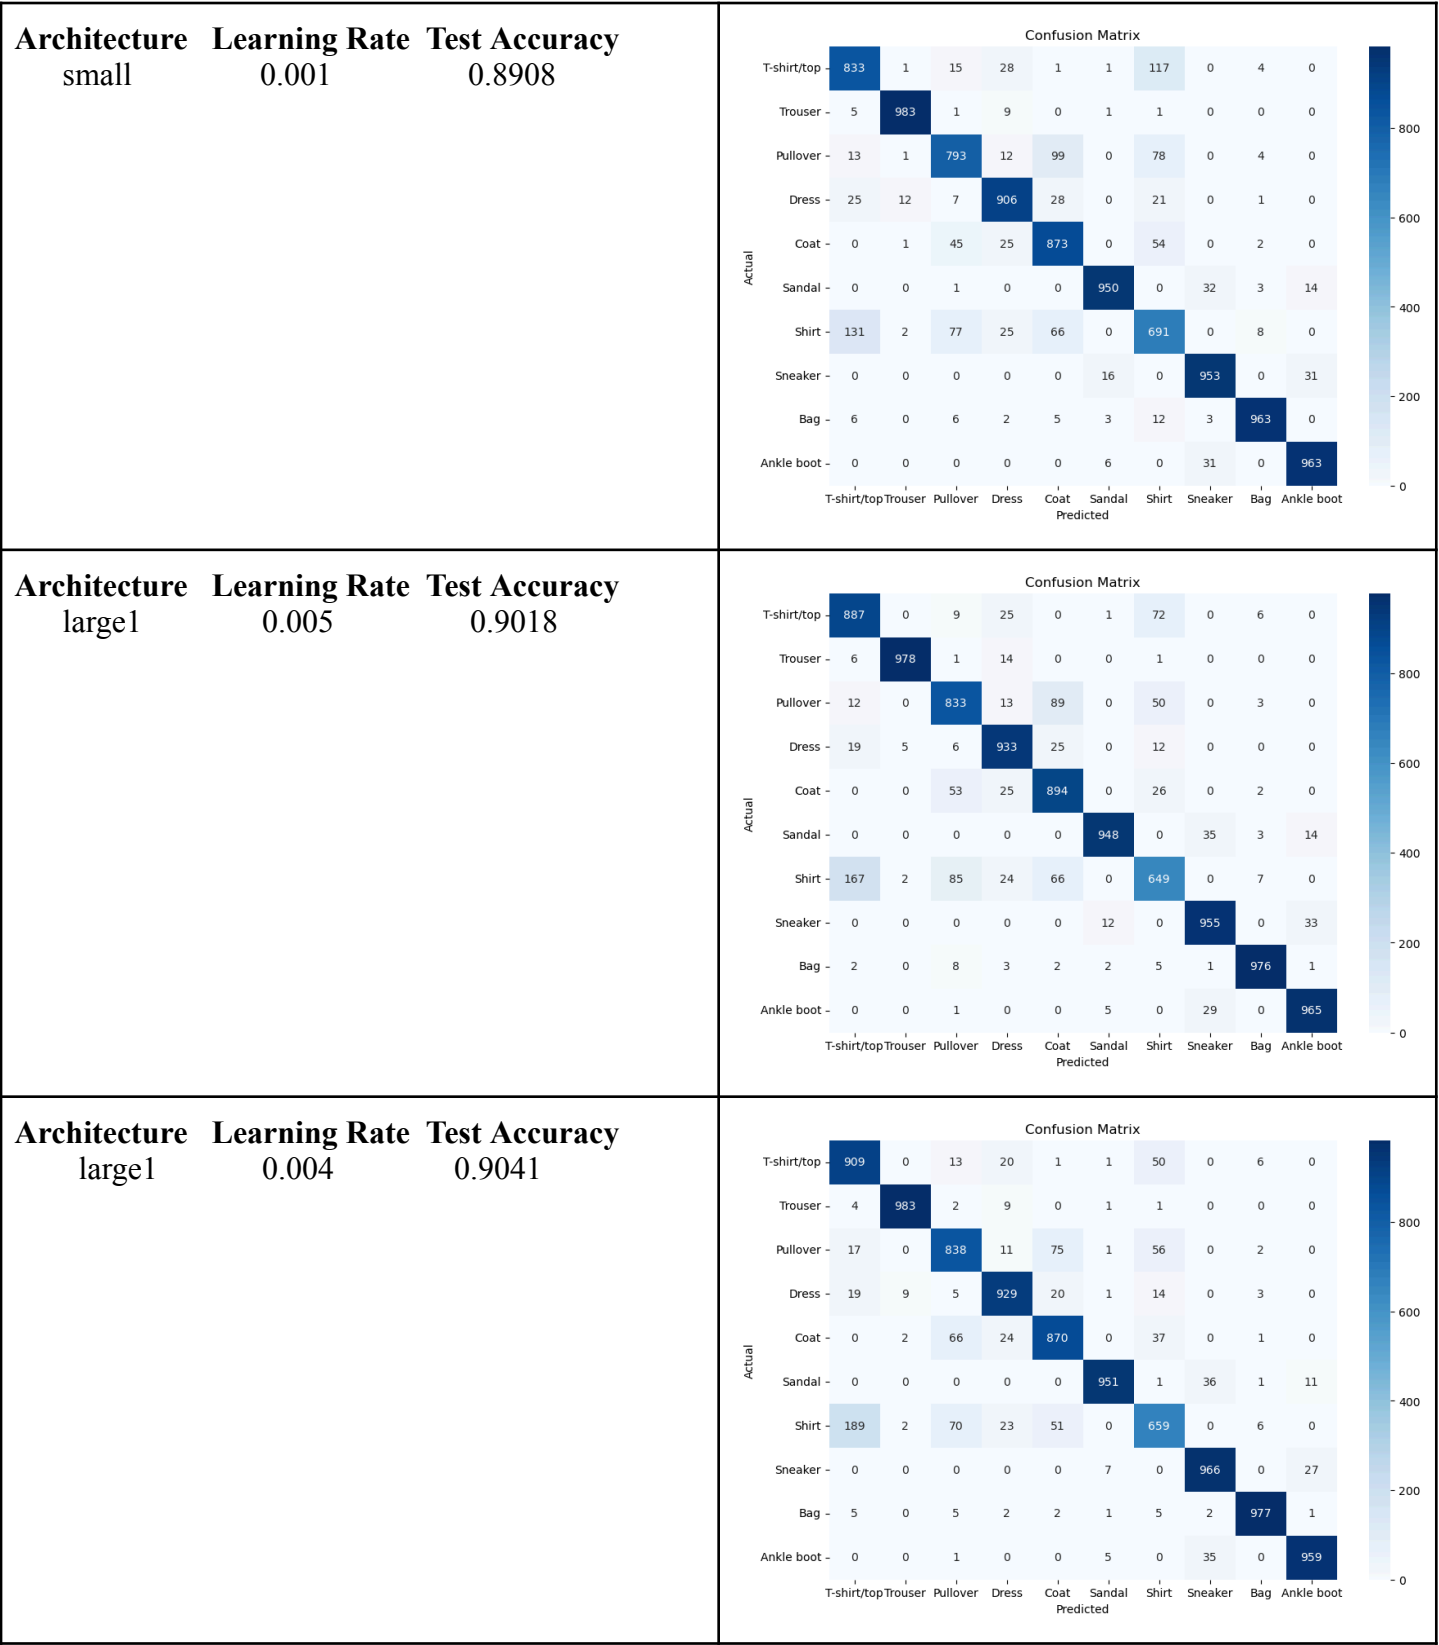 Architecture Learning Rate Test Accuracy
small 0.001 0.8908
Confusion Matrix
T-shirt/top 833 1 15 28 1 1 117 0 4 0
Trouser 5 983 1 9 0 1 1 0 0 0
800
Pullover 13 1 793 12 99 0 78 0 4 0
Dress 25 12 7 906 28 0 21 0 1 0
600
Coat 0 1 45 25 873 0 54 0 2 0
Actual
Sandal 0 0 1 0 0 950 0 32 3 14
400
Shirt 131 2 77 25 66 0 691 0 8 0
Sneaker 0 0 0 0 0 16 0 953 0 31
200
Bag 6 0 6 2 5 3 12 3 963 0
Ankle boot 0 0 0 0 0 6 0 31 0 963
0
T-shirt/top Trouser Pullover Dress Coat Sandal Shirt Sneaker Bag Ankle boot
Predicted
Architecture Learning Rate Test Accuracy
large1 0.005 0.9018
Confusion Matrix
T-shirt/top 887 0 9 25 0 1 72 0 6 0
Trouser 6 978 1 14 0 0 1 0 0 0
800
Pullover 12 0 833 13 89 0 50 0 3 0
Dress 19 5 6 933 25 0 12 0 0 0
600
Coat 0 0 53 25 894 0 26 0 2 0
Actual
Sandal 0 0 0 0 0 948 0 35 3 14
400
Shirt 167 2 85 24 66 0 649 0 7 0
Sneaker 0 0 0 0 0 12 0 955 0 33
200
Bag 2 0 8 3 2 2 5 1 976 1
Ankle boot 0 0 1 0 0 5 0 29 0 965
0
T-shirt/top Trouser Pullover Dress Coat Sandal Shirt Sneaker Bag Ankle boot
Predicted
Architecture Learning Rate Test Accuracy
large1 0.004 0.9041
Confusion Matrix
T-shirt/top 909 0 13 20 1 1 50 0 6 0
Trouser 4 983 2 9 0 1 1 0 0 0
800
Pullover 17 0 838 11 75 1 56 0 2 0
Dress 19 9 5 929 20 1 14 0 3 0
600
Coat 0 2 66 24 870 0 37 0 1 0
Actual
Sandal 0 0 0 0 0 951 1 36 1 11
400
Shirt 189 2 70 23 51 0 659 0 6 0
Sneaker 0 0 0 0 0 7 0 966 0 27
200
Bag 5 0 5 2 2 1 5 2 977 1
Ankle boot 0 0 1 0 0 5 0 35 0 959
0
T-shirt/top Trouser Pullover Dress Coat Sandal Shirt Sneaker Bag Ankle boot
Predicted